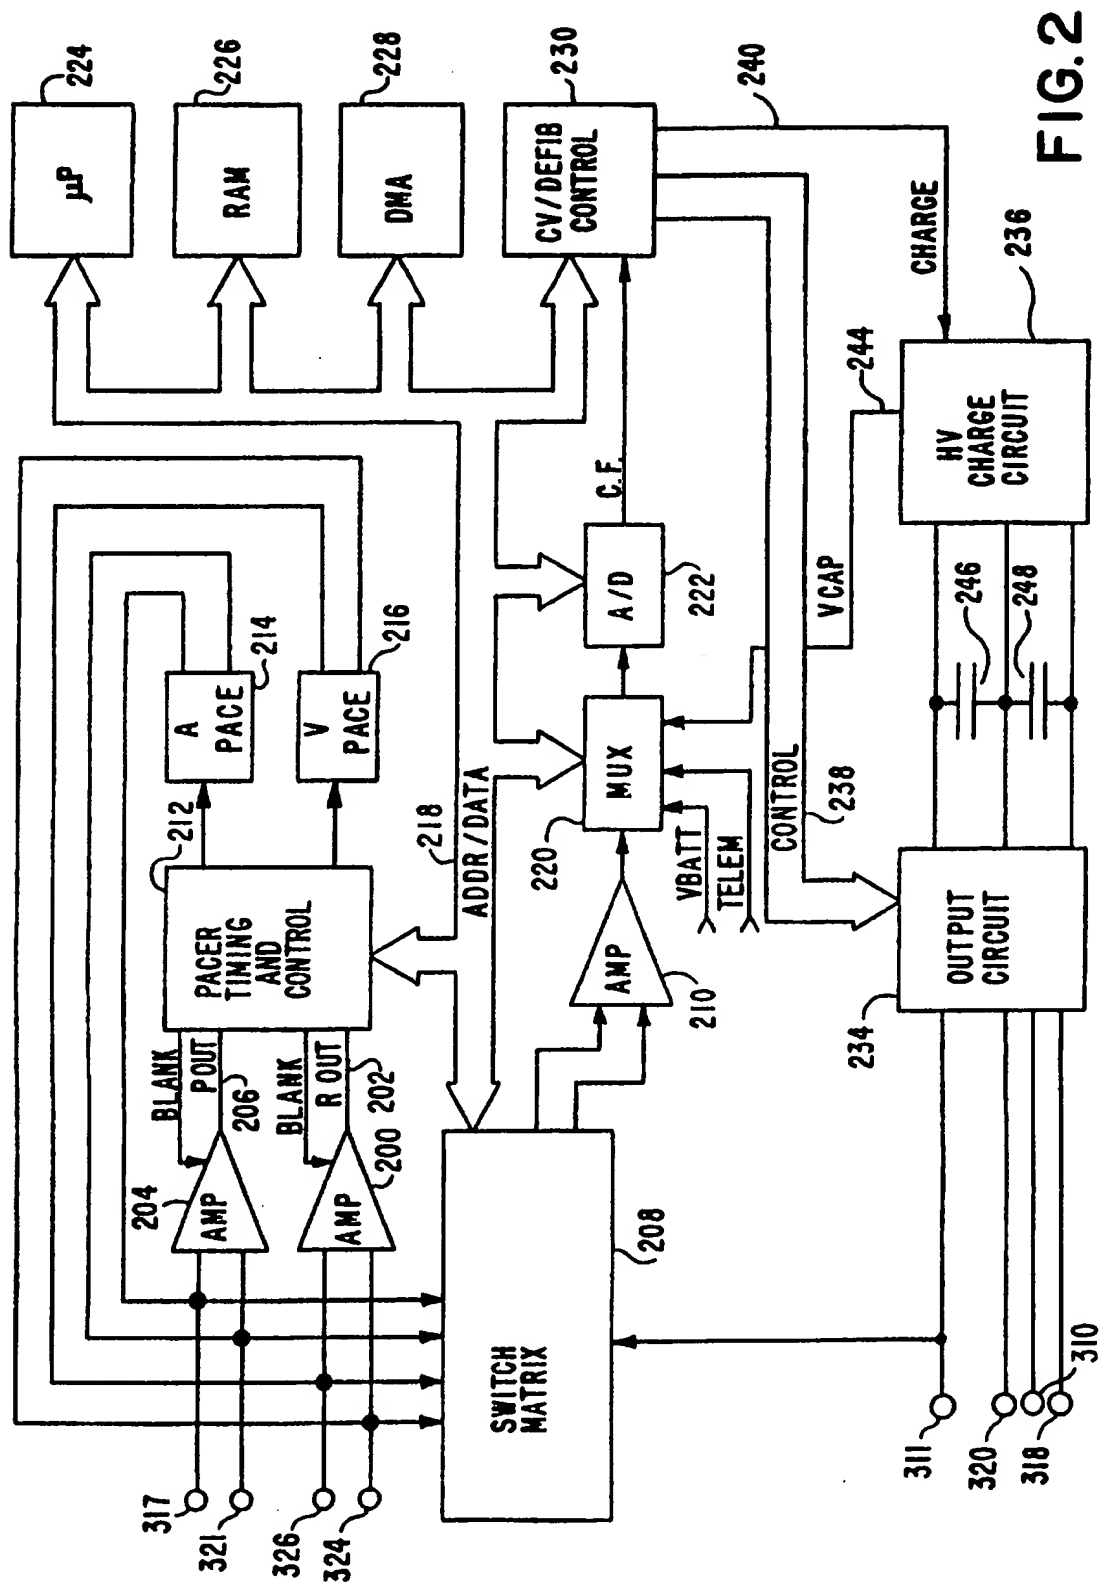 317
321
326
324
204
AMP
206
BLANK
POUT
AMP
200
BLANK
R OUT
202
PACER
TIMING
AND
CONTROL
212
A
PACE
214
V
PACE
216
218
ADDR/DATA
µP
224
RAM
226
DMA
228
CV/DEFIB
CONTROL
230
SWITCH
MATRIX
208
AMP
210
MUX
220
VBATT
TELEM
A/D
222
C.F.
VCAP
CONTROL
238
240
CHARGE
244
HV
CHARGE
CIRCUIT
236
246
248
OUTPUT
CIRCUIT
234
311
320
318
310
FIG. 2